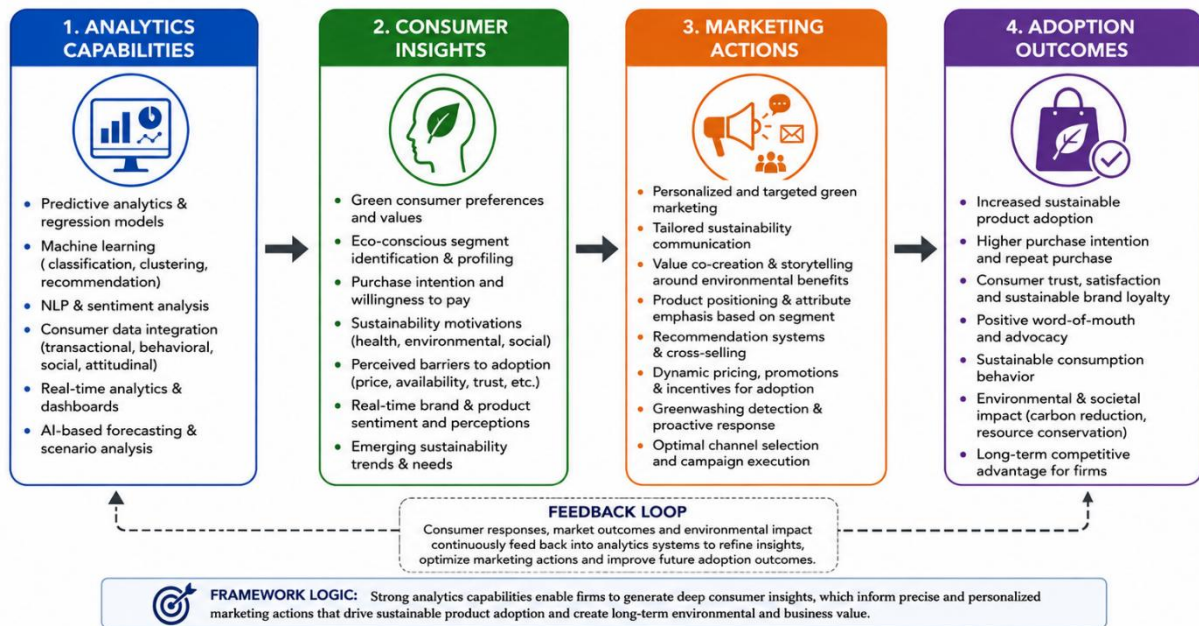 1. ANALYTICS
CAPABILITIES
• Predictive analytics &
regression models
• Machine learning
( classification, clustering,
recommendation)
• NLP & sentiment analysis
• Consumer data integration
(transactional, behavioral,
social, attitudinal)
• Real-time analytics &
dashboards
• AI-based forecasting &
scenario analysis
2. CONSUMER
INSIGHTS
• Green consumer preferences
and values
• Eco-conscious segment
identification & profiling
• Purchase intention and
willingness to pay
• Sustainability motivations
(health, environmental, social)
• Perceived barriers to adoption
(price, availability, trust, etc.)
• Real-time brand & product
sentiment and perceptions
• Emerging sustainability
trends & needs
3. MARKETING
ACTIONS
• Personalized and targeted green
marketing
• Tailored sustainability
communication
• Value co-creation & storytelling
around environmental benefits
• Product positioning & attribute
emphasis based on segment
• Recommendation systems
& cross-selling
• Dynamic pricing, promotions
& incentives for adoption
• Greenwashing detection &
proactive response
• Optimal channel selection
and campaign execution
4. ADOPTION
OUTCOMES
• Increased sustainable
product adoption
• Higher purchase intention
and repeat purchase
• Consumer trust, satisfaction
and sustainable brand loyalty
• Positive word-of-mouth
and advocacy
• Sustainable consumption
behavior
• Environmental & societal
impact (carbon reduction,
resource conservation)
• Long-term competitive
advantage for firms
FEEDBACK LOOP
Consumer responses, market outcomes and environmental impact
continuously feed back into analytics systems to refine insights,
optimize marketing actions and improve future adoption outcomes.
FRAMEWORK LOGIC: Strong analytics capabilities enable firms to generate deep consumer insights, which inform precise and personalized
marketing actions that drive sustainable product adoption and create long-term environmental and business value.